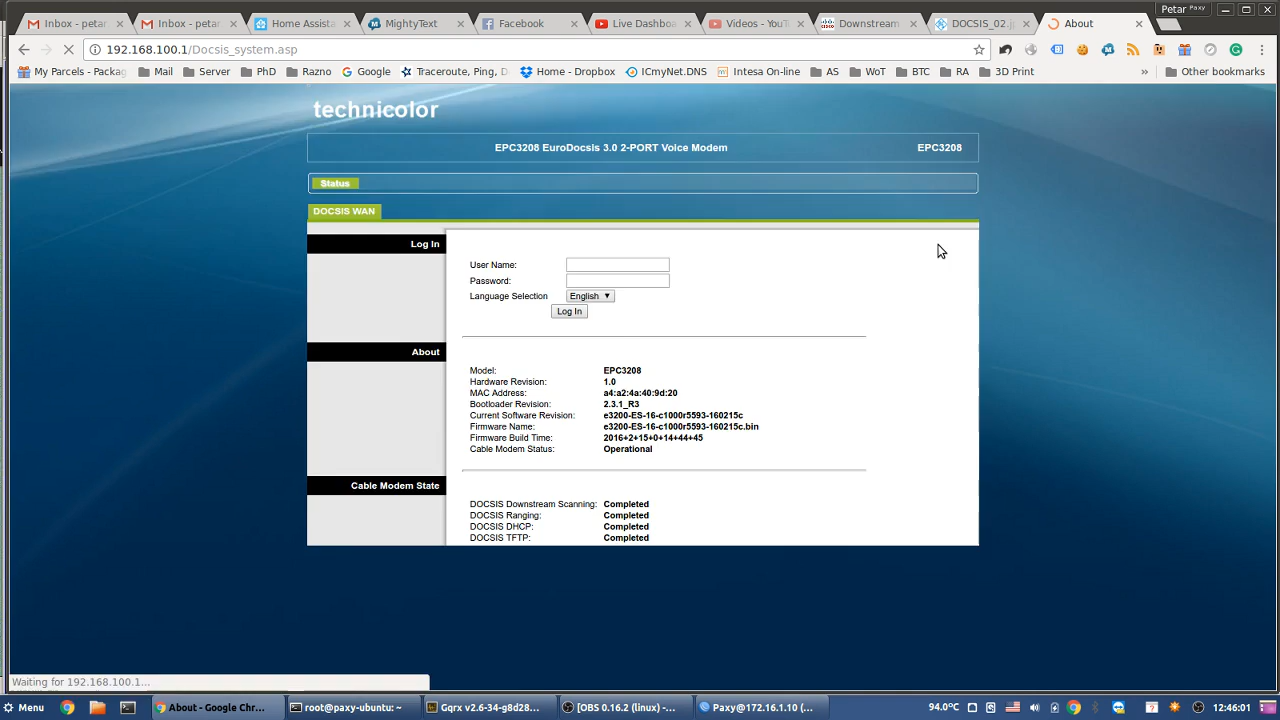 Petar Paxy
Inbox - petar
Inbox - petar
Home Assista
MightyText
Facebook
Live Dashboa
Videos - YouT
Downstream
DOCSIS_02.j
About
192.168.100.1/Docsis_system.asp
My Parcels - Packag
Mail
Server
PhD
Razno
Google
Traceroute, Ping, D
Home - Dropbox
ICmyNet.DNS
Intesa On-line
AS
WoT
BTC
RA
3D Print
»
Other bookmarks
technicolor
EPC3208 EuroDocsis 3.0 2-PORT Voice Modem
EPC3208
Status
DOCSIS WAN
Log In
User Name:
Password:
Language Selection English
Log In
About
Model: EPC3208
Hardware Revision: 1.0
MAC Address: a4:a2:4a:40:9d:20
Bootloader Revision: 2.3.1_R3
Current Software Revision: e3200-ES-16-c1000r5593-160215c
Firmware Name: e3200-ES-16-c1000r5593-160215c.bin
Firmware Build Time: 2016+2+15+0+14+44+45
Cable Modem Status: Operational
Cable Modem State
DOCSIS Downstream Scanning: Completed
DOCSIS Ranging: Completed
DOCSIS DHCP: Completed
DOCSIS TFTP: Completed
Waiting for 192.168.100.1...
Menu
About - Google Chr...
root@paxy-ubuntu: ~
Gqrx v2.6-34-g8d28...
[OBS 0.16.2 (linux) -...
Paxy@172.16.1.10 (...
94.0°C
12:46:01